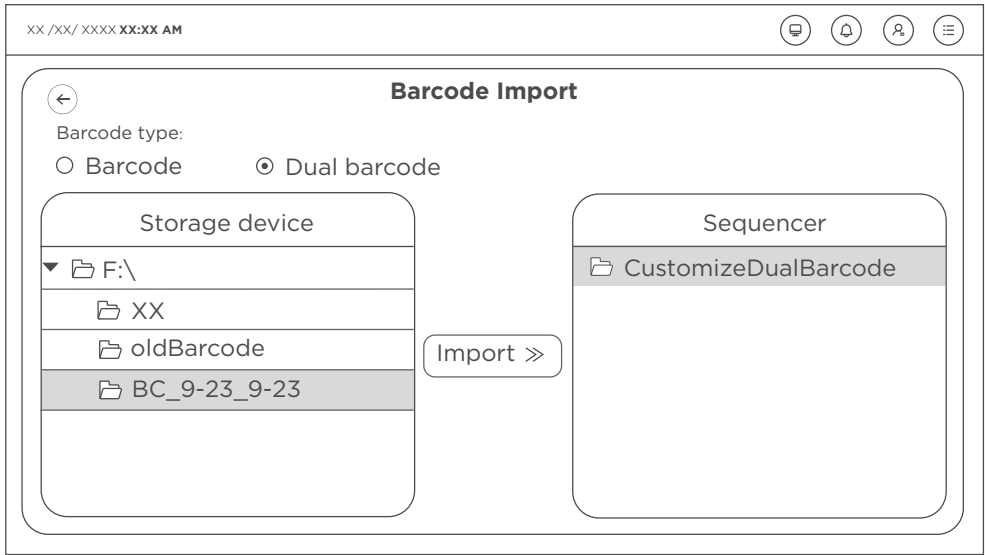 XX /XX/ XXXX XX:XX AM
Barcode Import
Barcode type:
Barcode
Dual barcode
Storage device
F:\
XX
oldBarcode
BC_9-23_9-23
Import
Sequencer
CustomizeDualBarcode